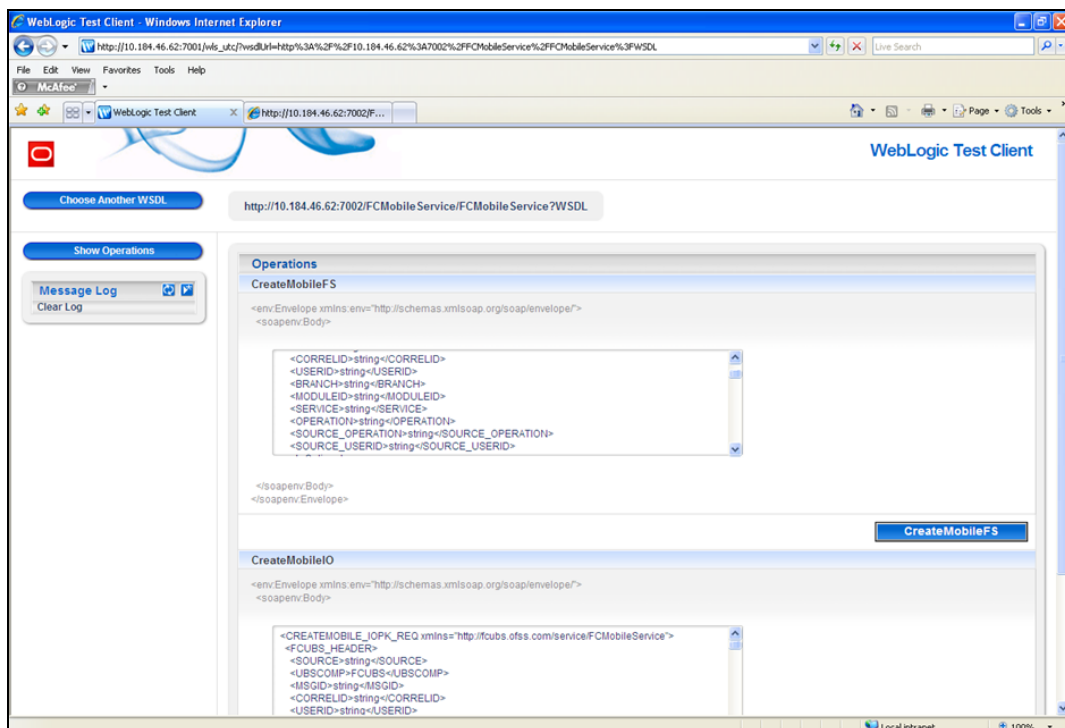 WebLogic Test Client - Windows Internet Explorer
http://10.184.46.62:7001/wls_utc/?wsdlUrl=http%3A%2F%2F10.184.46.62%3A7002%2FFCMobileService%2FFCMobileService%3FWSDL
Live Search
File Edit View Favorites Tools Help
McAfee
WebLogic Test Client
http://10.184.46.62:7002/F...
Page Tools
WebLogic Test Client
Choose Another WSDL
http://10.184.46.62:7002/FCMobileService/FCMobileService?WSDL
Show Operations
Message Log
Clear Log
Operations
CreateMobileFS
<env:Envelope xmlns:env="http://schemas.xmlsoap.org/soap/envelope/">
<soapenv:Body>
<CORRELID>string</CORRELID>
<USERID>string</USERID>
<BRANCH>string</BRANCH>
<MODULEID>string</MODULEID>
<SERVICE>string</SERVICE>
<OPERATION>string</OPERATION>
<SOURCE_OPERATION>string</SOURCE_OPERATION>
<SOURCE_USERID>string</SOURCE_USERID>
</soapenv:Body>
</soapenv:Envelope>
CreateMobileFS
CreateMobileIO
<env:Envelope xmlns:env="http://schemas.xmlsoap.org/soap/envelope/">
<soapenv:Body>
<CREATEMOBILE_IOPK_REQ xmlns="http://fcubs.ofss.com/service/FCMobileService">
<FCUBS_HEADER>
<SOURCE>string</SOURCE>
<UBSCOMP>FCUBS</UBSCOMP>
<MSGID>string</MSGID>
<CORRELID>string</CORRELID>
<USERID>string</USERID>
Local intranet
100%